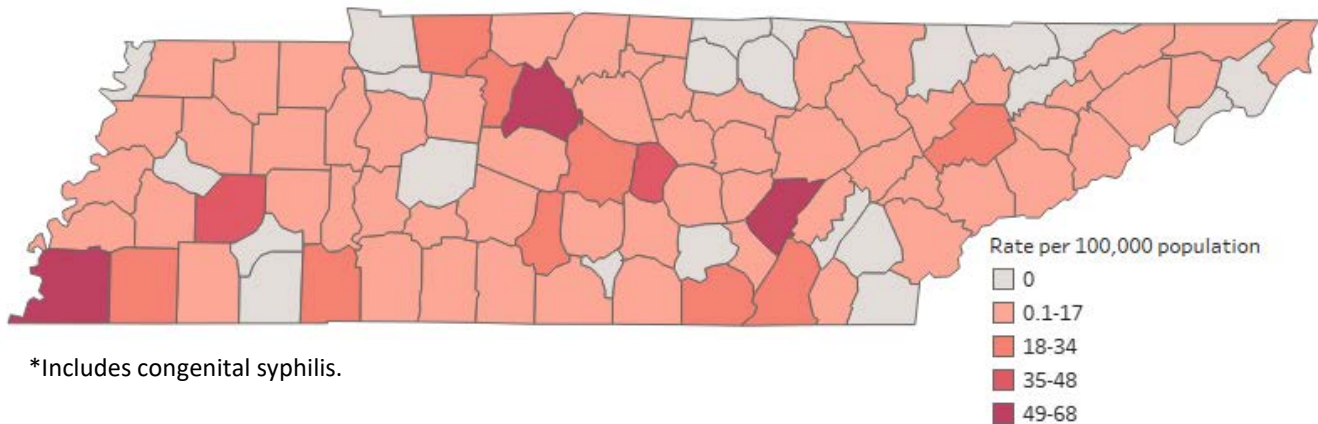 Rate per 100,000 population
0
0.1-17
18-34
35-48
49-68
*Includes congenital syphilis.